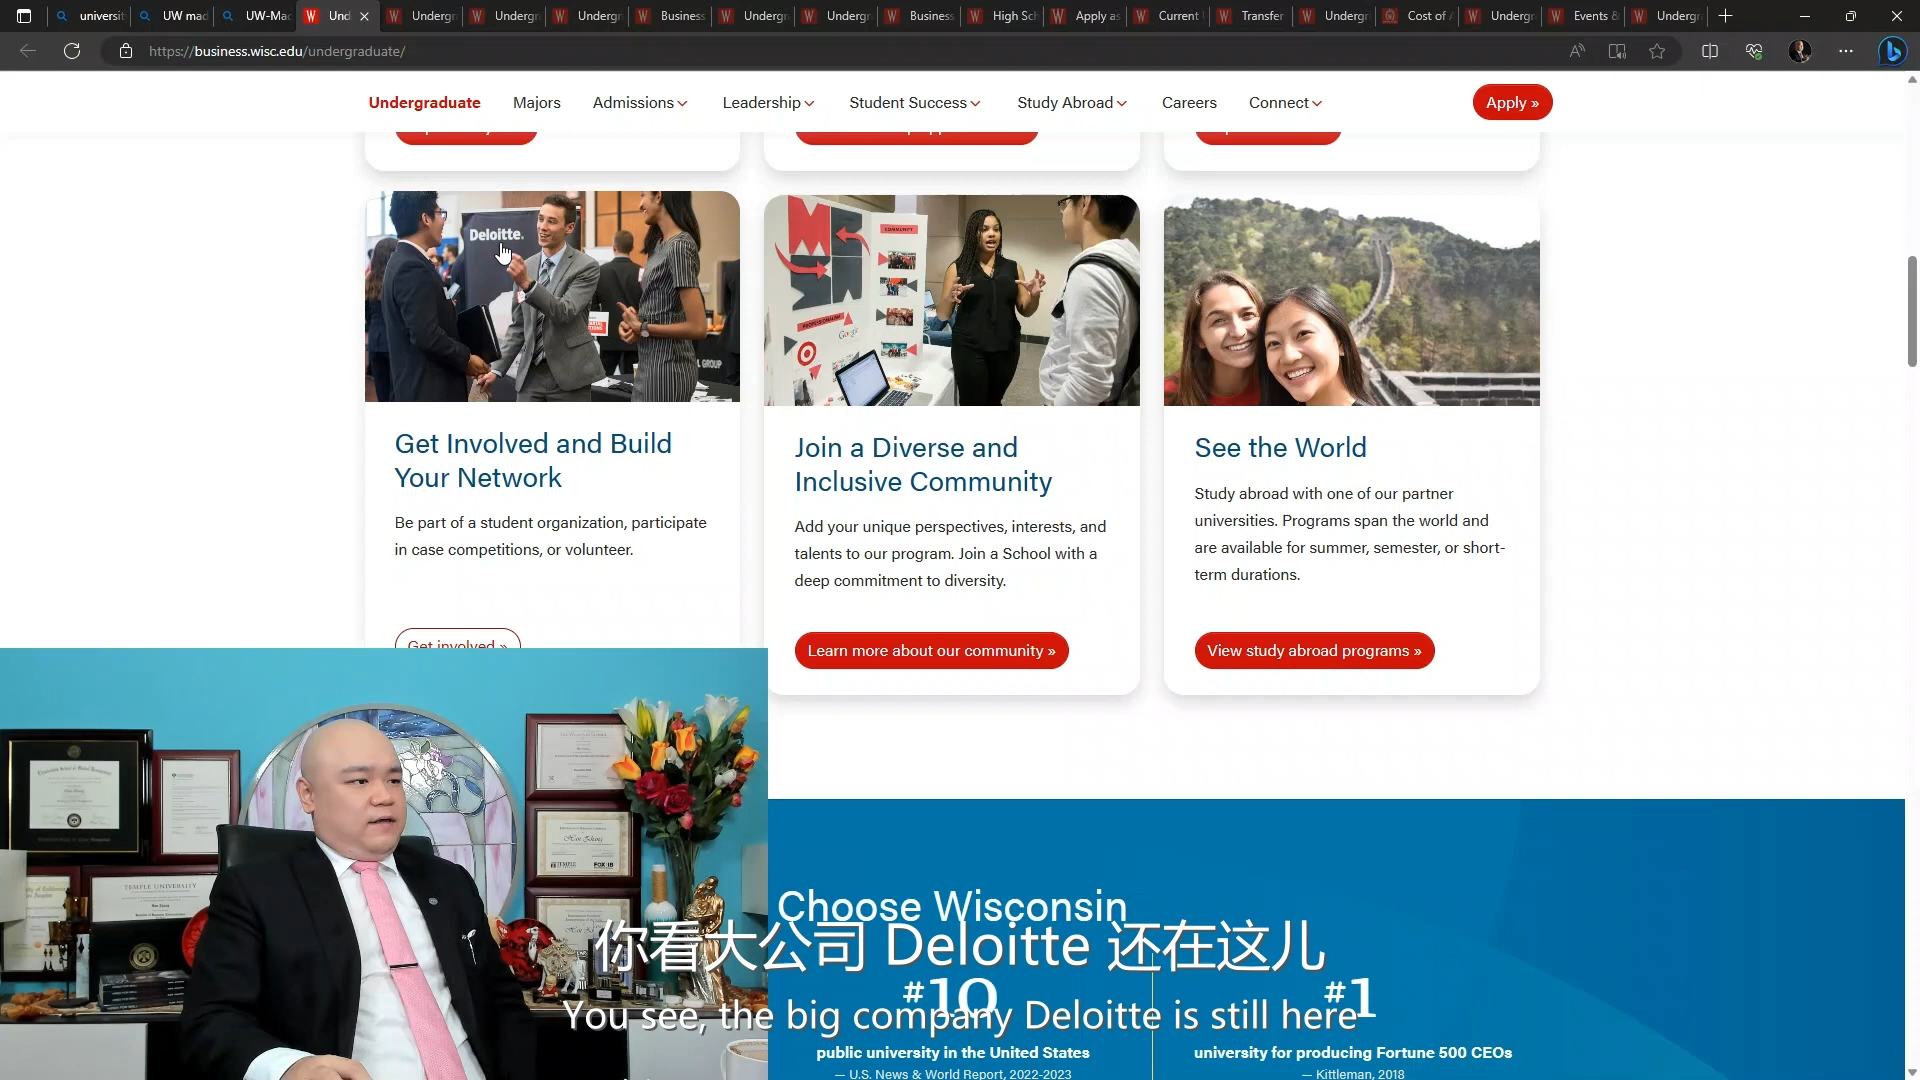 universit
UW mad
UW-Mac
Und
Undergr
Undergr
Undergr
Business
Undergr
Undergr
Business
High Sch
Apply as
Current
Transfer
Undergr
Cost of A
Undergr
Events &
Undergr
https://business.wisc.edu/undergraduate/
Undergraduate Majors Admissions Leadership Student Success Study Abroad Careers Connect Apply »
Deloitte.
COMMUNITY
Google
GROUP
Get Involved and Build
Your Network
Be part of a student organization, participate
in case competitions, or volunteer.
Get involved »
Join a Diverse and
Inclusive Community
Add your unique perspectives, interests, and
talents to our program. Join a School with a
deep commitment to diversity.
Learn more about our community »
See the World
Study abroad with one of our partner
universities. Programs span the world and
are available for summer, semester, or short-
term durations.
View study abroad programs »
TEMPLE UNIVERSITY
Choose Wisconsin
你看大公司 Deloitte 还在这儿
#10
#1
You see, the big company Deloitte is still here
public university in the United States
— U.S. News & World Report, 2022-2023
university for producing Fortune 500 CEOs
— Kittleman, 2018